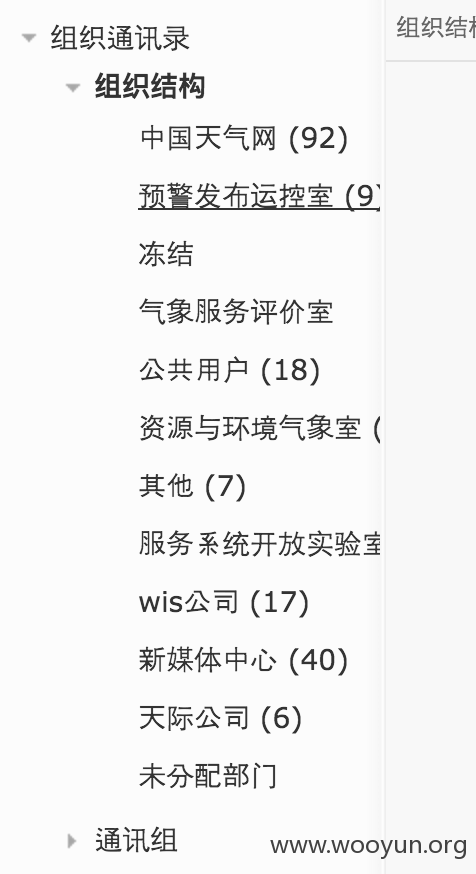 组织通讯录
组织结
组织结构
中国天气网 (92)
预警发布运控室 (9)
冻结
气象服务评价室
公共用户 (18)
资源与环境气象室 (
其他 (7)
服务系统开放实验室
wis公司 (17)
新媒体中心 (40)
天际公司 (6)
未分配部门
通讯组
www.wooyun.org